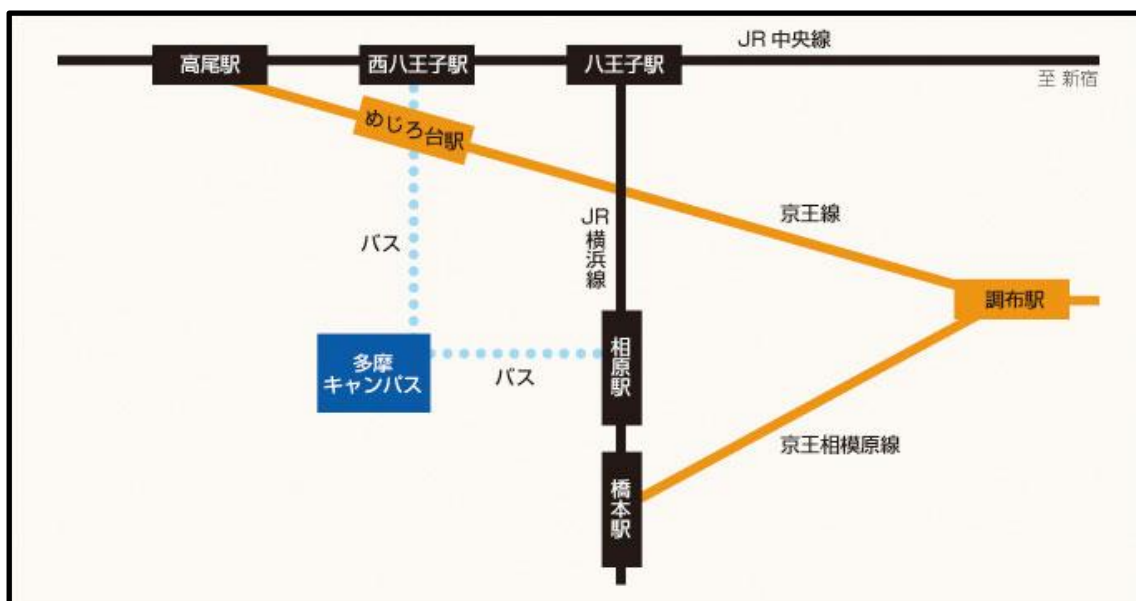 JR 中央線
高尾駅
西八王子駅
八王子駅
至 新宿
めじろ台駅
京王線
JR
横浜線
バス
調布駅
相原駅
多摩
キャンパス
バス
京王相模原線
橋本駅